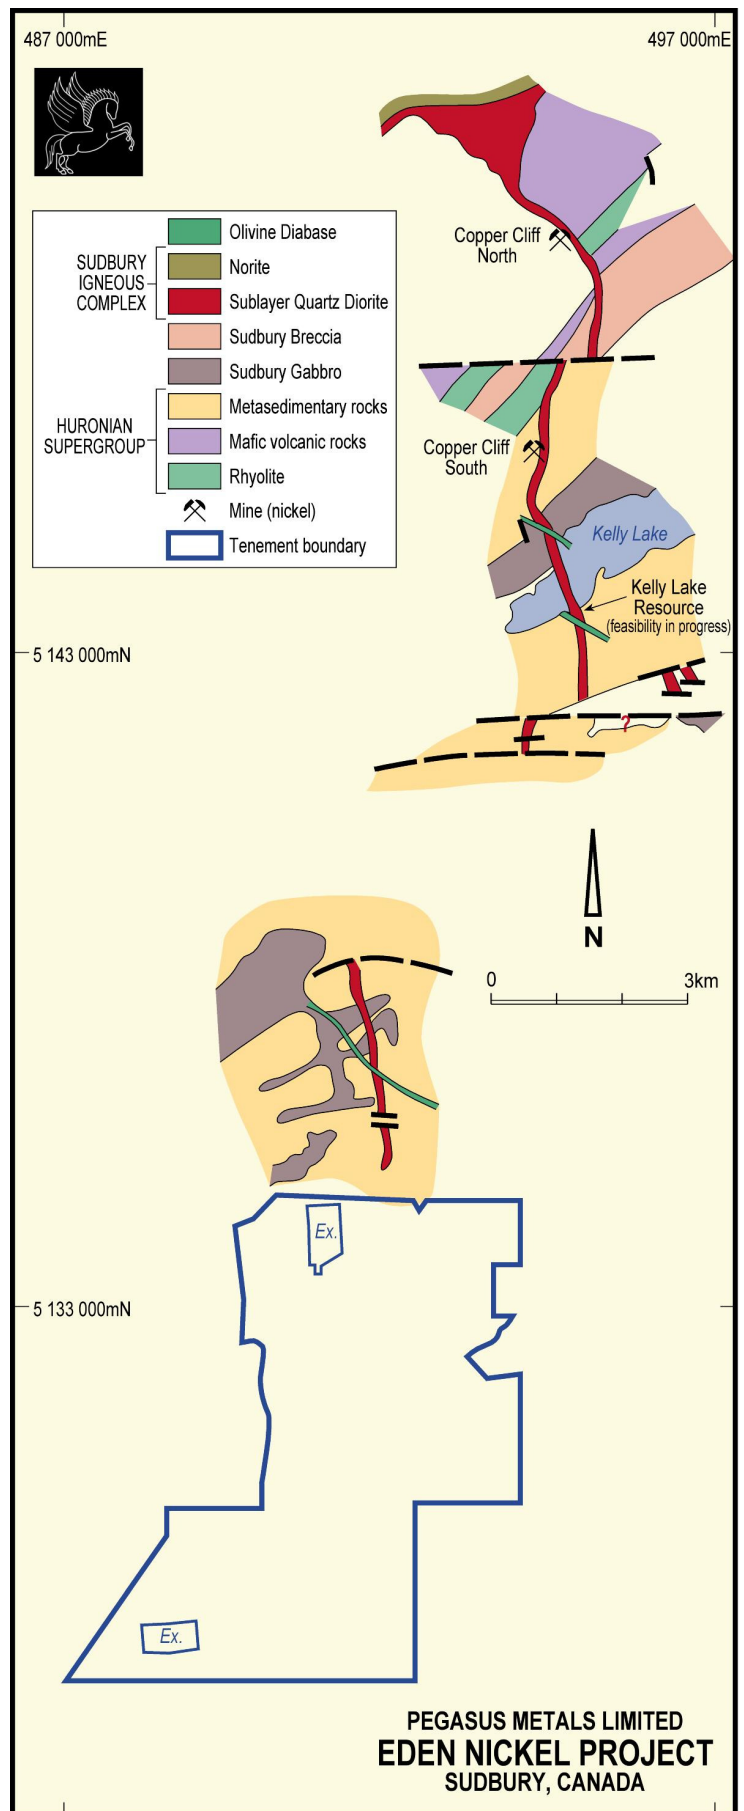 487 000mE
497 000mE
Olivine Diabase
SUDBURY
IGNEOUS
COMPLEX
Norite
Sublayer Quartz Diorite
Sudbury Breccia
Sudbury Gabbro
HURONIAN
SUPERGROUP
Metasedimentary rocks
Mafic volcanic rocks
Rhyolite
Mine (nickel)
Tenement boundary
Copper Cliff
North
Copper Cliff
South
Kelly Lake
Kelly Lake
Resource
(feasibility in progress)
5 143 000mN
?
N
0
3km
Ex.
5 133 000mN
Ex.
PEGASUS METALS LIMITED
EDEN NICKEL PROJECT
SUDBURY, CANADA